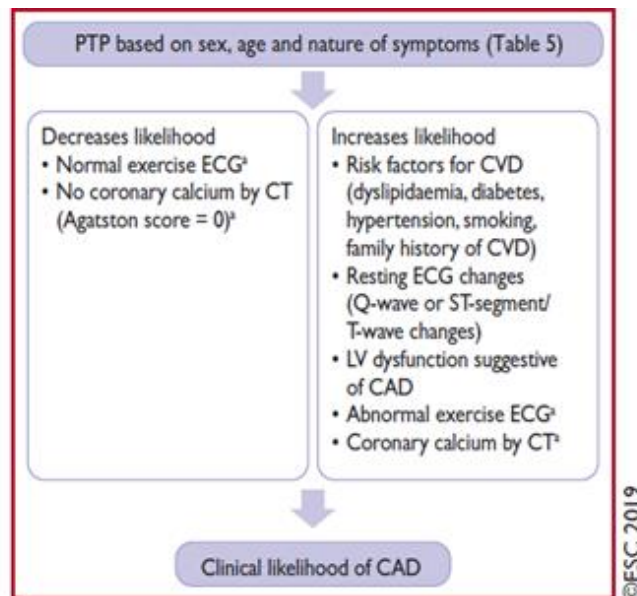 PTP based on sex, age and nature of symptoms (Table 5)
Decreases likelihood
• Normal exercise ECGᵃ
• No coronary calcium by CT
(Agatston score = 0)ᵃ
Increases likelihood
• Risk factors for CVD
(dyslipidaemia, diabetes,
hypertension, smoking,
family history of CVD)
• Resting ECG changes
(Q-wave or ST-segment/
T-wave changes)
• LV dysfunction suggestive
of CAD
• Abnormal exercise ECGᵃ
• Coronary calcium by CTᵃ
Clinical likelihood of CAD
©ESC 2019